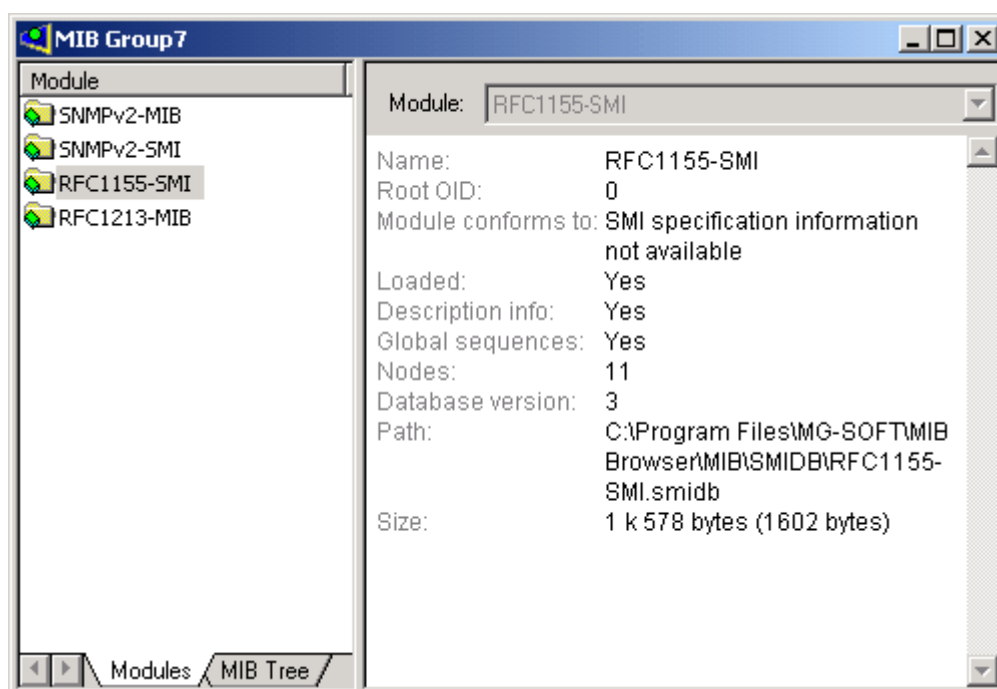 MIB Group7
Module
SNMPv2-MIB
SNMPv2-SMI
RFC1155-SMI
RFC1213-MIB
Modules
MIB Tree
Module: RFC1155-SMI
Name: RFC1155-SMI
Root OID: 0
Module conforms to: SMI specification information
not available
Loaded: Yes
Description info: Yes
Global sequences: Yes
Nodes: 11
Database version: 3
Path: C:\Program Files\MG-SOFT\MIB
Browser\MIB\SMIDB\RFC1155-
SMI.smidb
Size: 1 k 578 bytes (1602 bytes)